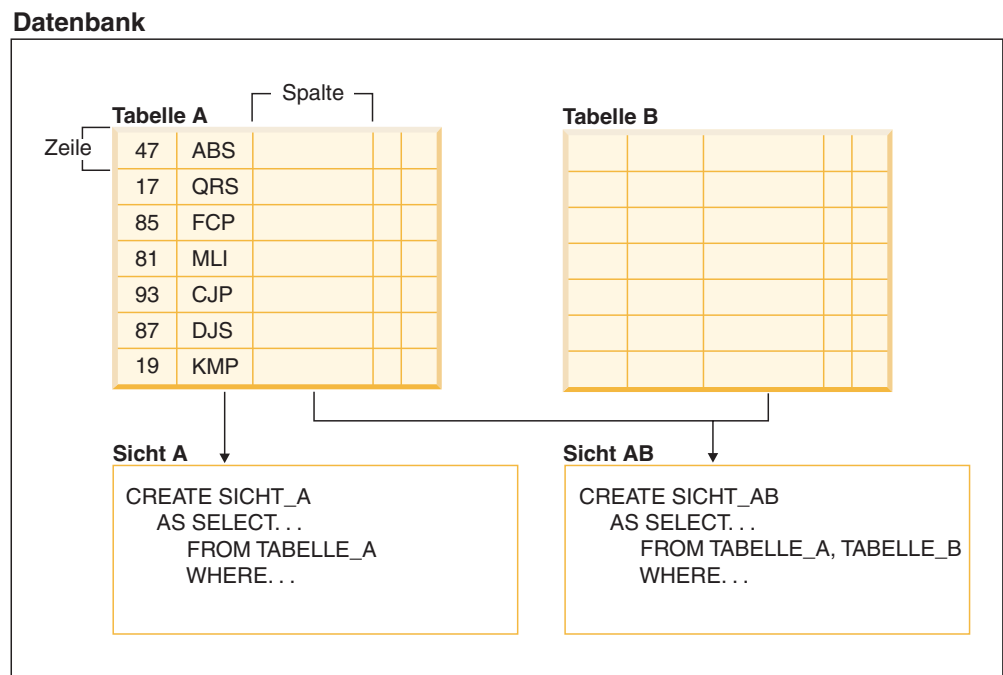 Datenbank
Spalte
Tabelle A
Tabelle B
Zeile
47 ABS
17 QRS
85 FCP
81 MLI
93 CJP
87 DJS
19 KMP
Sicht A
CREATE SICHT_A
AS SELECT. . .
FROM TABELLE_A
WHERE. . .
Sicht AB
CREATE SICHT_AB
AS SELECT. . .
FROM TABELLE_A, TABELLE_B
WHERE. . .